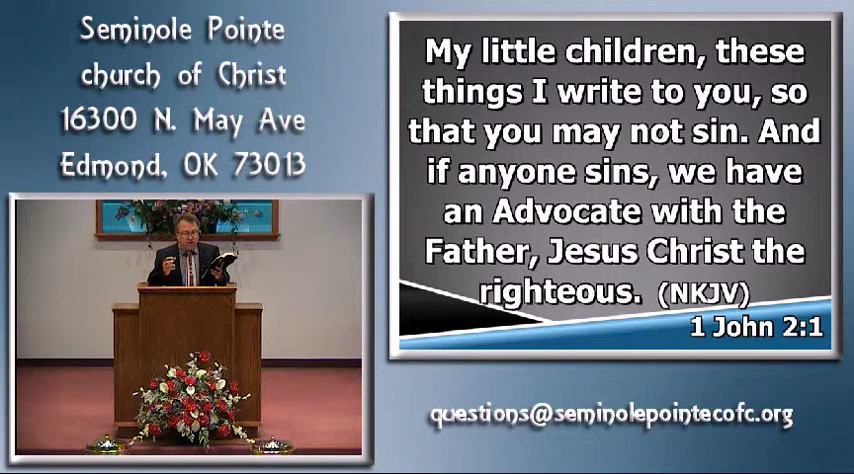 Seminole Pointe
church of Christ
16300 N. May Ave
Edmond, OK 73013
My little children, these
things I write to you, so
that you may not sin. And
if anyone sins, we have
an Advocate with the
Father, Jesus Christ the
righteous. (NKJV)
1 John 2:1
questions@seminolepointecofc.org